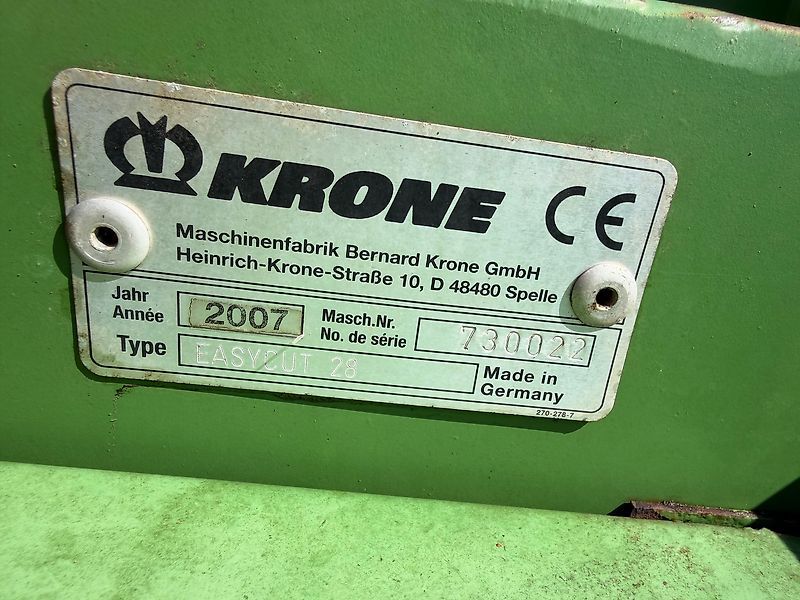 KRONE CE
Maschinenfabrik Bernard Krone GmbH
Heinrich-Krone-Straße 10, D 48480 Spelle
Jahr
Année 2007 Masch.Nr.
No. de série 730022
Type EASYCUT 28 Made in
Germany
270-278-7